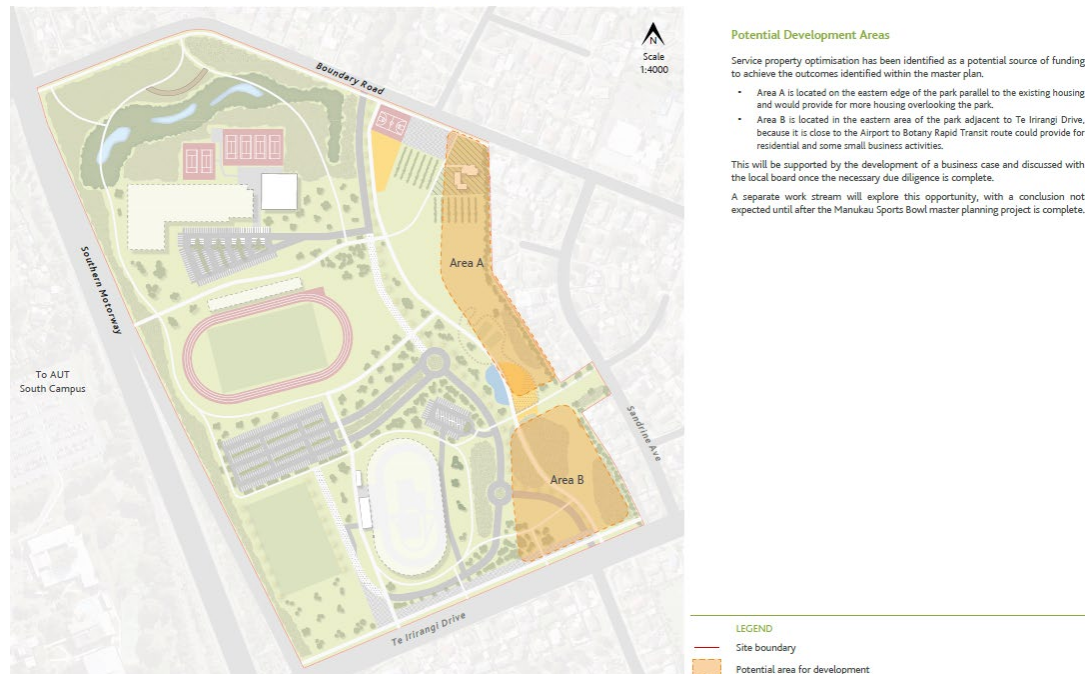 N
Scale
1:4000
Boundary Road
Southern Motorway
Area A
To AUT
South Campus
Sandrine Ave
Area B
Te Irirangi Drive
Potential Development Areas
Service property optimisation has been identified as a potential source of funding
to achieve the outcomes identified within the master plan.
• Area A is located on the eastern edge of the park parallel to the existing housing
and would provide for more housing overlooking the park.
• Area B is located in the eastern area of the park adjacent to Te Irirangi Drive,
because it is close to the Airport to Botany Rapid Transit route could provide for
residential and some small business activities.
This will be supported by the development of a business case and discussed with
the local board once the necessary due diligence is complete.
A separate work stream will explore this opportunity, with a conclusion not
expected until after the Manukau Sports Bowl master planning project is complete.
LEGEND
Site boundary
Potential area for development